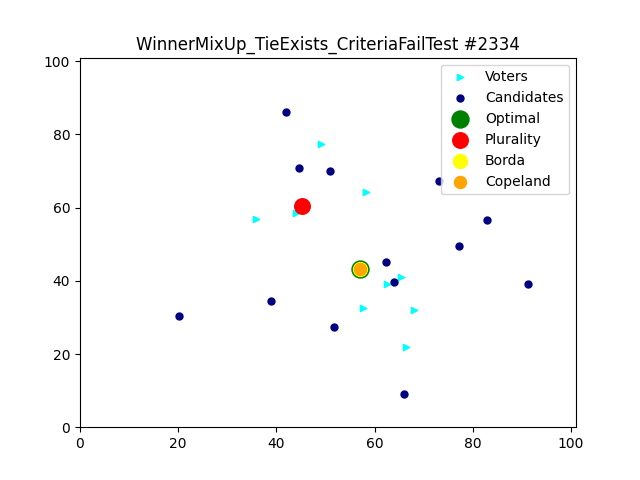 WinnerMixUp_TieExists_CriteriaFailTest #2334
100
80
60
40
20
0
0
20
40
60
80
100
Voters
Candidates
Optimal
Plurality
Borda
Copeland